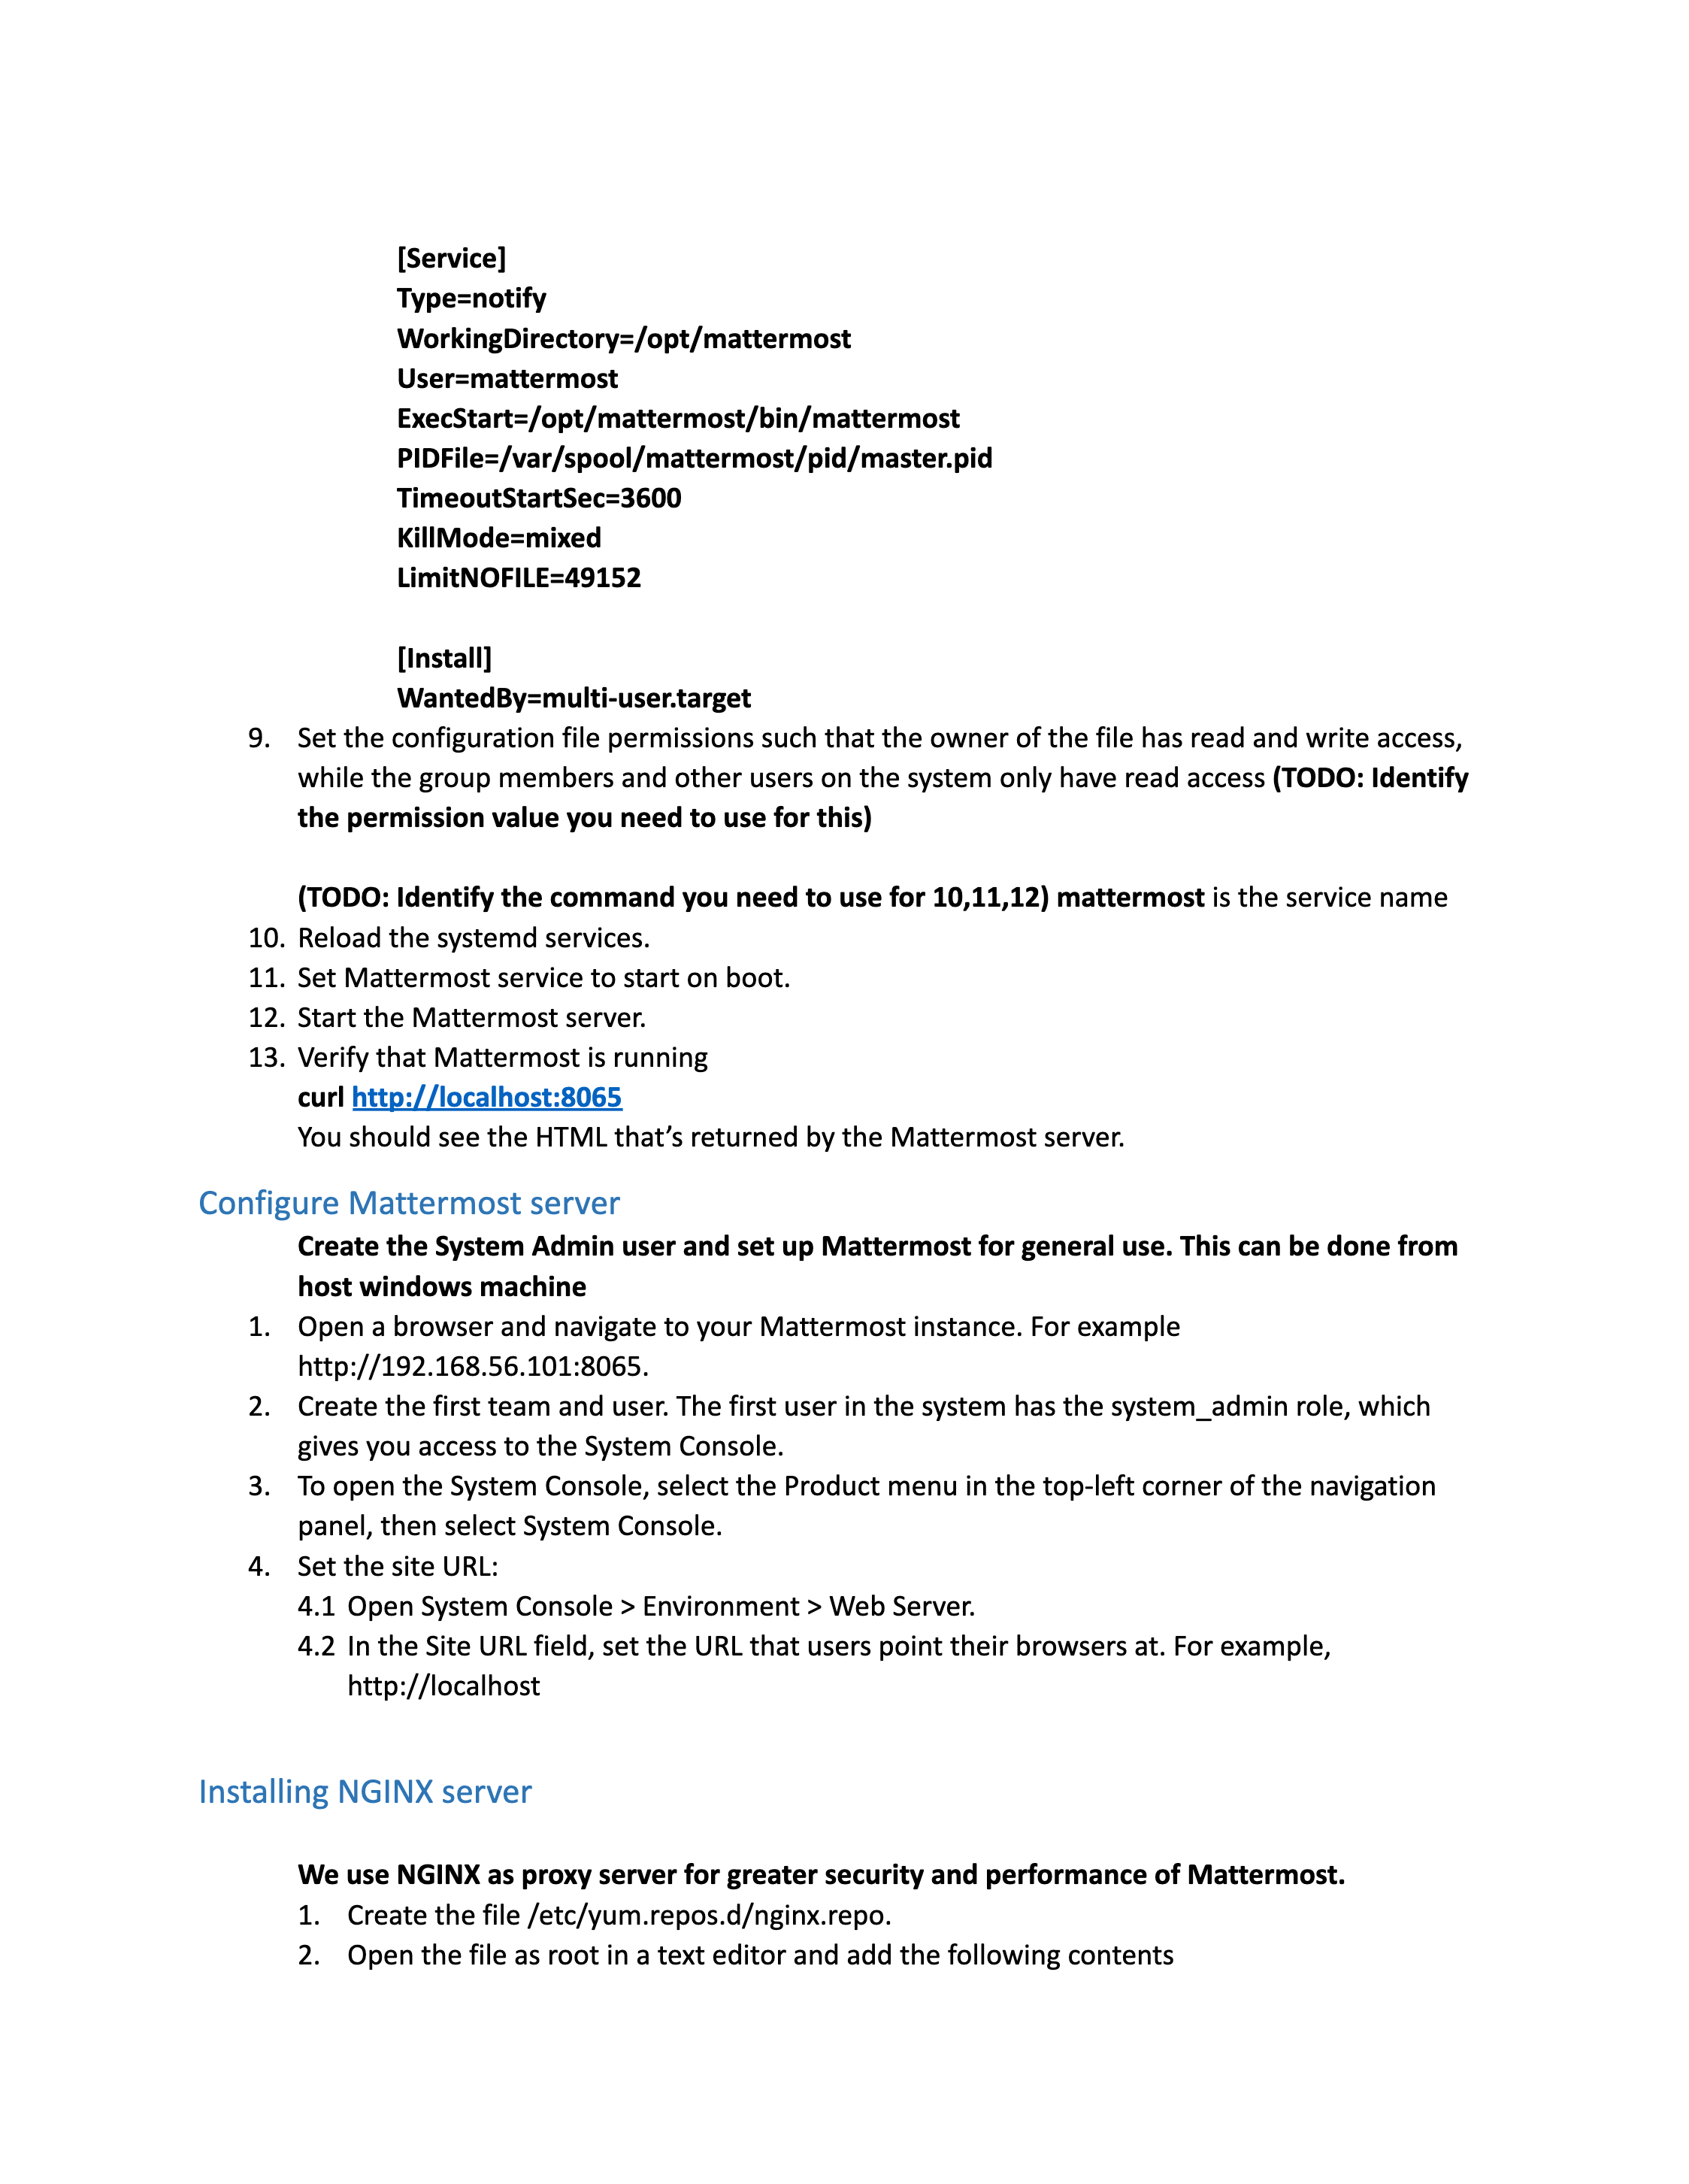 [Service]
Type=notify
WorkingDirectory=/opt/mattermost
User=mattermost
ExecStart=/opt/mattermost/bin/mattermost
PIDFile=/var/spool/mattermost/pid/master.pid
TimeoutStartSec=3600
KillMode=mixed
LimitNOFILE=49152
[Install]
WantedBy=multi-user.target
9. Set the configuration file permissions such that the owner of the file has read and write access,
while the group members and other users on the system only have read access (TODO: Identify
the permission value you need to use for this)
(TODO: Identify the command you need to use for 10,11,12) mattermost is the service name
10. Reload the systemd services.
11. Set Mattermost service to start on boot.
12. Start the Mattermost server.
13. Verify that Mattermost is running
curl http://localhost:8065
You should see the HTML that’s returned by the Mattermost server.
Configure Mattermost server
Create the System Admin user and set up Mattermost for general use. This can be done from
host windows machine
1. Open a browser and navigate to your Mattermost instance. For example
http://192.168.56.101:8065.
2. Create the first team and user. The first user in the system has the system_admin role, which
gives you access to the System Console.
3. To open the System Console, select the Product menu in the top-left corner of the navigation
panel, then select System Console.
4. Set the site URL:
4.1 Open System Console > Environment > Web Server.
4.2 In the Site URL field, set the URL that users point their browsers at. For example,
http://localhost
Installing NGINX server
We use NGINX as proxy server for greater security and performance of Mattermost.
1. Create the file /etc/yum.repos.d/nginx.repo.
2. Open the file as root in a text editor and add the following contents